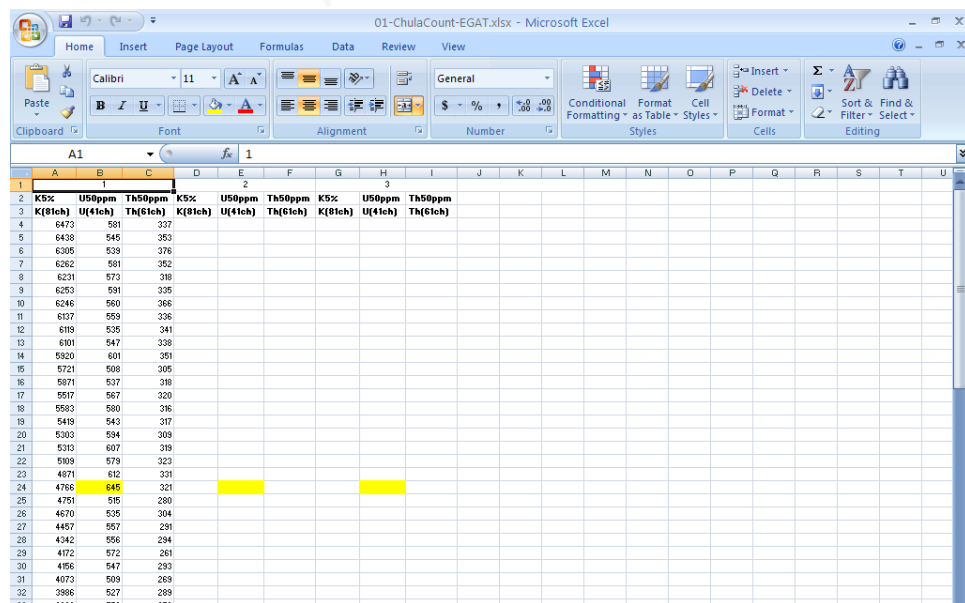 01-ChulaCount-EGAT.xlsx - Microsoft Excel
Home Insert Page Layout Formulas Data Review View
Calibri 11 A A General Insert Σ
Paste B I U A $ % , .0 .00 .00 .0 Conditional Formatting Format as Table Cell Styles Delete Format Sort & Filter Find & Select
Clipboard Font Alignment Number Styles Cells Editing
A1 fx 1
A B C D E F G H I J K L M N O P Q R S T U
1 1 2 3
2 K5% U50ppm Th50ppm K5% U50ppm Th50ppm K5% U50ppm Th50ppm
3 K(81ch) U(41ch) Th(61ch) K(81ch) U(41ch) Th(61ch) K(81ch) U(41ch) Th(61ch)
4 6473 581 337
5 6438 545 353
6 6305 539 376
7 6262 581 352
8 6231 573 318
9 6253 591 335
10 6246 560 366
11 6137 559 336
12 6119 535 341
13 6101 547 338
14 5920 601 351
15 5721 508 305
16 5871 537 318
17 5517 567 320
18 5583 580 316
19 5419 543 317
20 5303 594 309
21 5313 607 319
22 5109 579 323
23 4871 612 331
24 4766 645 321
25 4751 515 280
26 4670 535 304
27 4457 557 291
28 4342 556 294
29 4172 572 261
30 4156 547 293
31 4073 509 269
32 3986 527 289